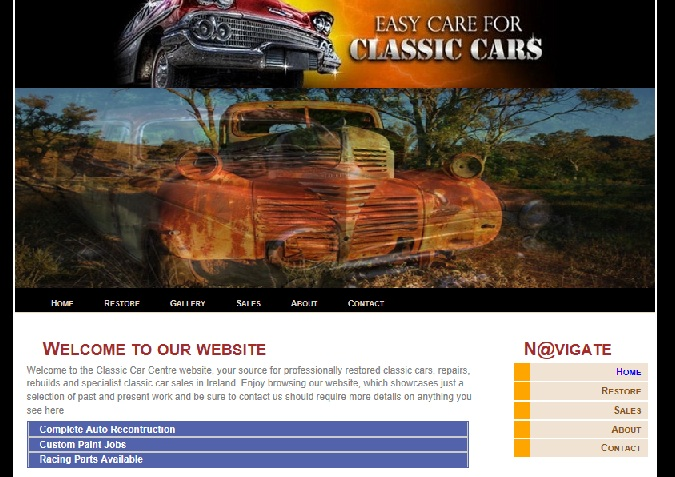 EASY CARE FOR
CLASSIC CARS
HOME RESTORE GALLERY SALES ABOUT CONTACT
WELCOME TO OUR WEBSITE
Welcome to the Classic Car Centre website, your source for professionally restored classic cars, repairs,
rebuilds and specialist classic car sales in Ireland. Enjoy browsing our website, which showcases just a
selection of past and present work and be sure to contact us should require more details on anything you
see here
Complete Auto Recontruction
Custom Paint Jobs
Racing Parts Available
N@VIGATE
HOME
RESTORE
SALES
ABOUT
CONTACT